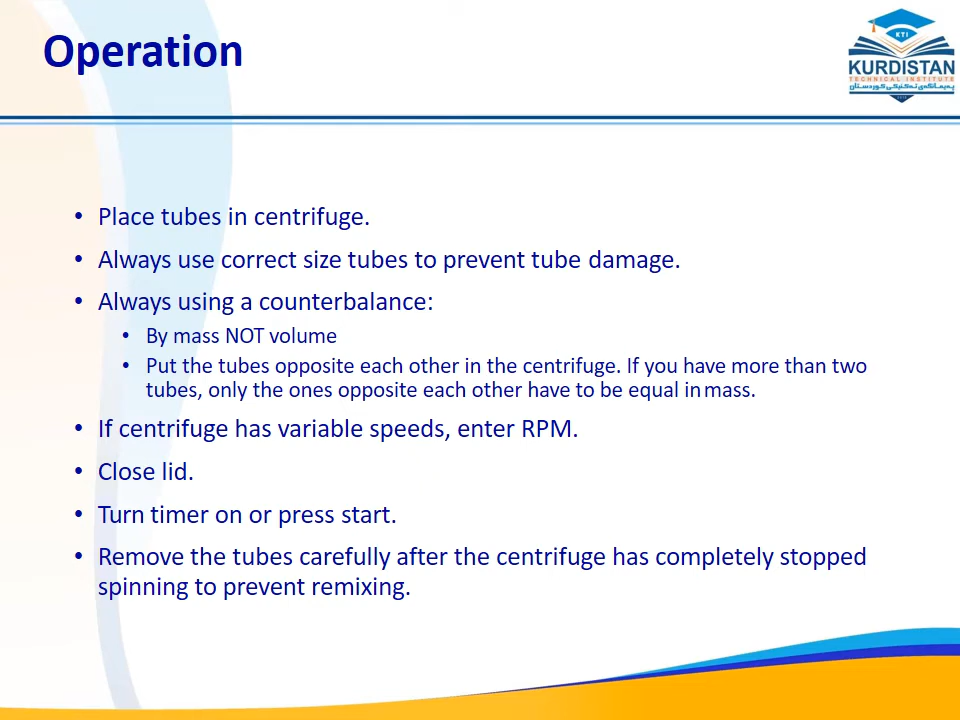 Operation
KTI
KURDISTAN
TECHNICAL INSTITUTE
پەیمانگەی تەکنیکی کوردستان
• Place tubes in centrifuge.
• Always use correct size tubes to prevent tube damage.
• Always using a counterbalance:
• By mass NOT volume
• Put the tubes opposite each other in the centrifuge. If you have more than two
tubes, only the ones opposite each other have to be equal in mass.
• If centrifuge has variable speeds, enter RPM.
• Close lid.
• Turn timer on or press start.
• Remove the tubes carefully after the centrifuge has completely stopped
spinning to prevent remixing.